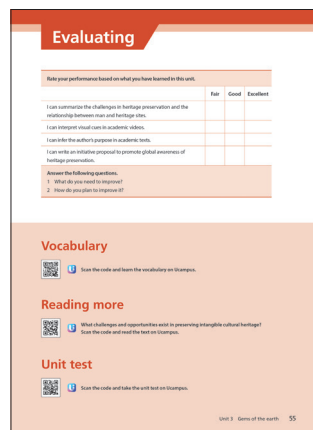 Evaluating
Rate your performance based on what you have learned in this unit.
Fair Good Excellent
I can summarize the challenges in heritage preservation and the
relationship between man and heritage sites.
I can interpret visual cues in academic videos.
I can infer the author's purpose in academic texts.
I can write an initiative proposal to promote global awareness of
heritage preservation.
Answer the following questions.
1 What do you need to improve?
2 How do you plan to improve it?
Vocabulary
Scan the code and learn the vocabulary on Ucampus.
Reading more
What challenges and opportunities exist in preserving intangible cultural heritage?
Scan the code and read the text on Ucampus.
Unit test
Scan the code and take the unit test on Ucampus.
Unit 3 Gems of the earth 55